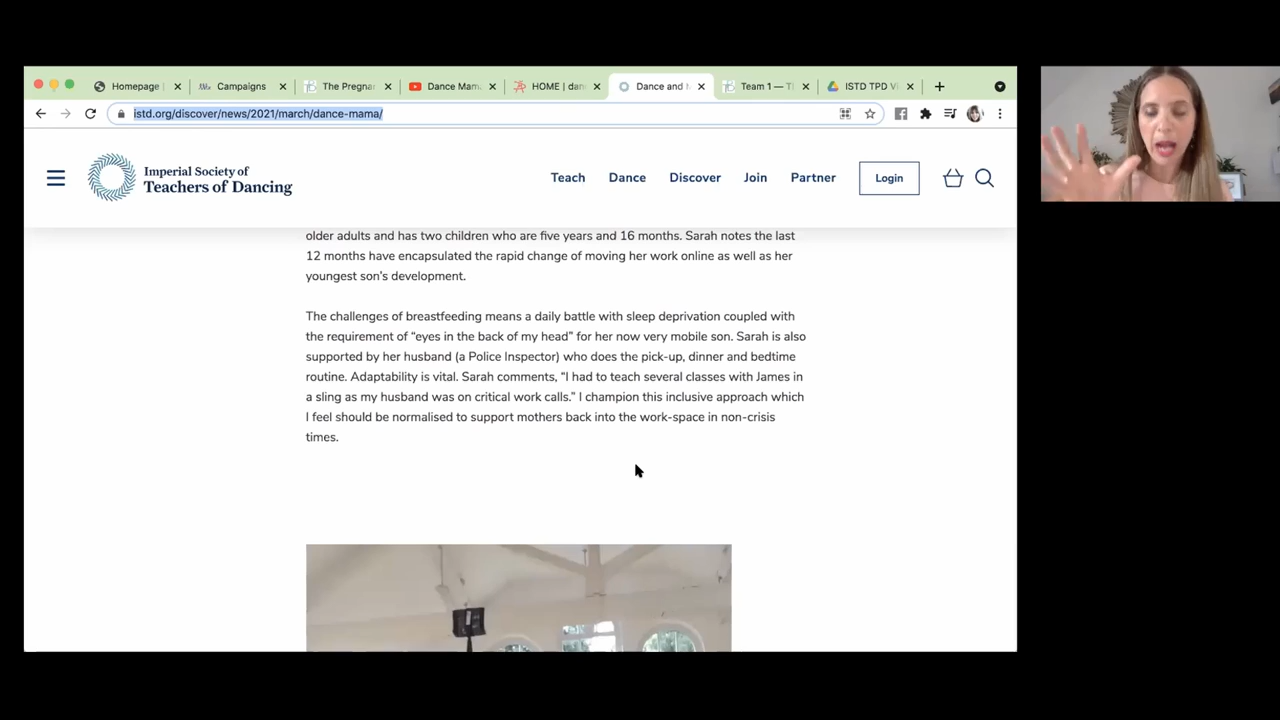 Homepage
Campaigns
The Pregna
Dance Mam
HOME | dan
Dance and
Team 1 — T
ISTD TPD Vi
istd.org/discover/news/2021/march/dance-mama/
Imperial Society of
Teachers of Dancing
Teach
Dance
Discover
Join
Partner
Login
older adults and has two children who are five years and 16 months. Sarah notes the last
12 months have encapsulated the rapid change of moving her work online as well as her
youngest son's development.
The challenges of breastfeeding means a daily battle with sleep deprivation coupled with
the requirement of “eyes in the back of my head” for her now very mobile son. Sarah is also
supported by her husband (a Police Inspector) who does the pick-up, dinner and bedtime
routine. Adaptability is vital. Sarah comments, “I had to teach several classes with James in
a sling as my husband was on critical work calls.” I champion this inclusive approach which
I feel should be normalised to support mothers back into the work-space in non-crisis
times.